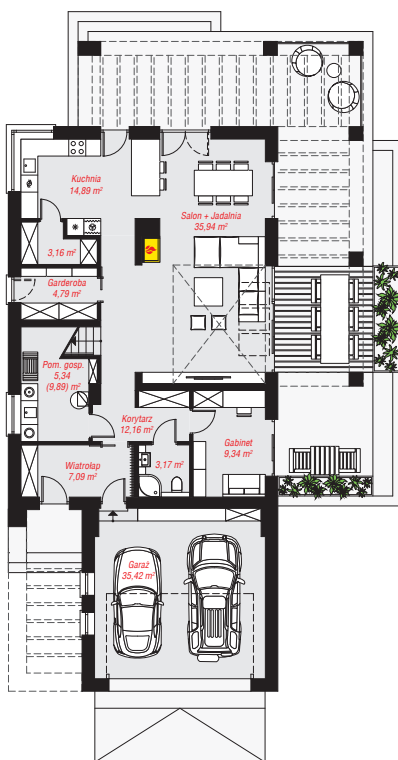 Kuchnia
14,89 m²
Salon + Jadalnia
35,94 m²
3,16 m²
Garderoba
4,79 m²
Pom. gosp.
5,34
(9,89) m²
Korytarz
12,16 m²
Gabinet
9,34 m²
Wiatrołap
7,09 m²
3,17 m²
Garaż
35,42 m²